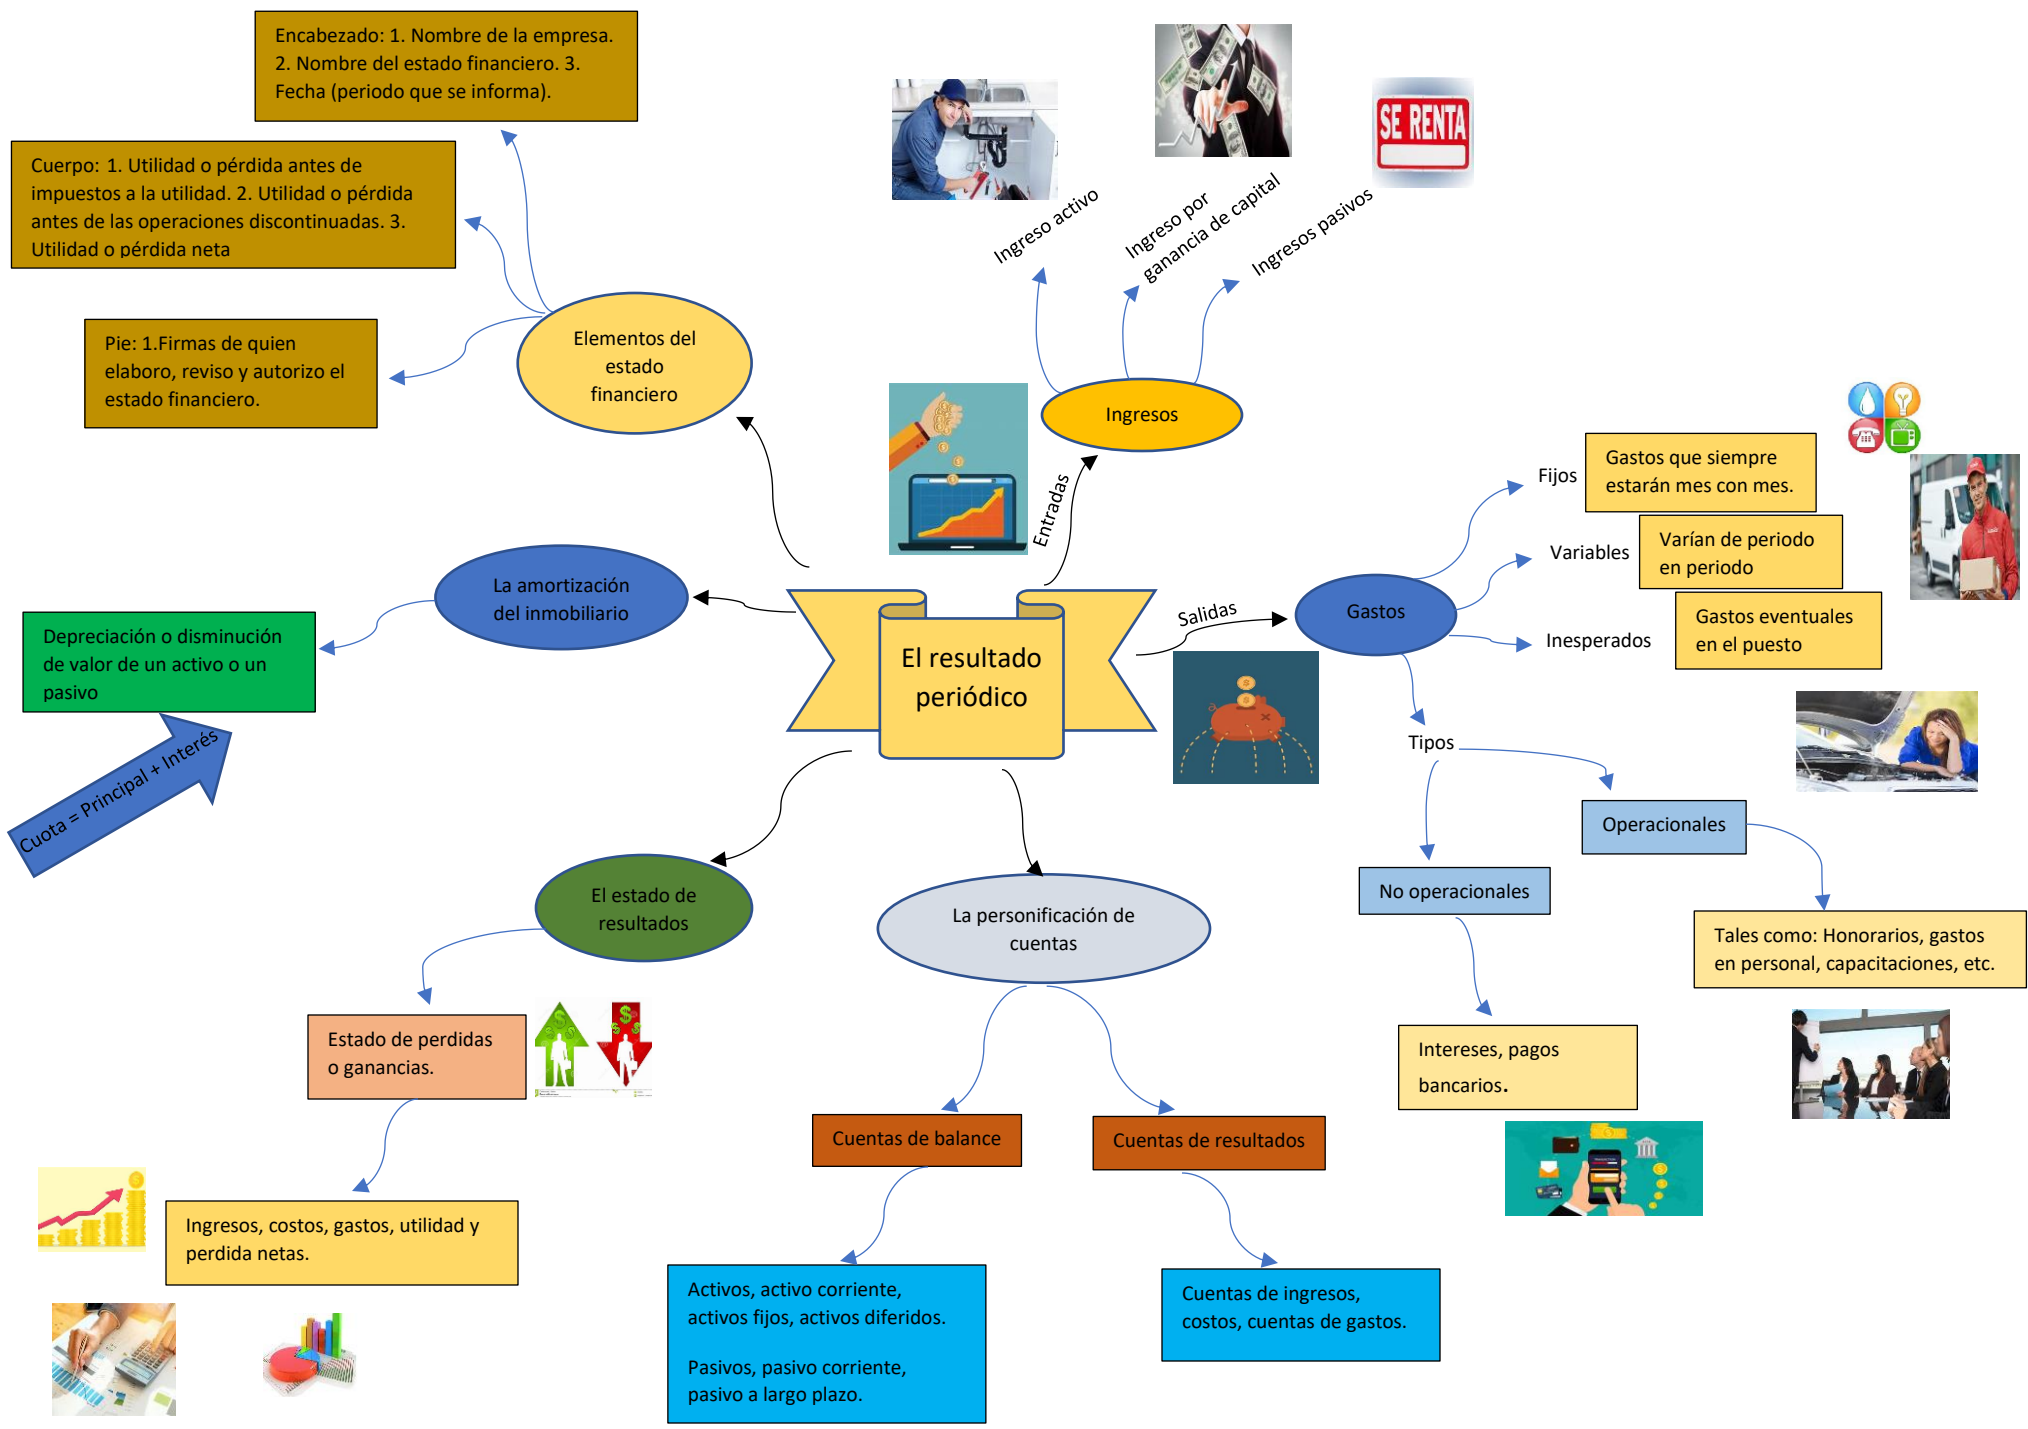 Encabezado: 1. Nombre de la empresa.
2. Nombre del estado financiero. 3.
Fecha (periodo que se informa).
Cuerpo: 1. Utilidad o pérdida antes de
impuestos a la utilidad. 2. Utilidad o pérdida
antes de las operaciones discontinuadas. 3.
Utilidad o pérdida neta
Pie: 1.Firmas de quien
elaboro, reviso y autorizo el
estado financiero.
Elementos del
estado
financiero
SE RENTA
Ingreso activo
Ingreso por
ganancia de capital
Ingresos pasivos
Ingresos
Entradas
Fijos
Gastos que siempre
estarán mes con mes.
Variables
Varían de periodo
en periodo
Inesperados
Gastos eventuales
en el puesto
Salidas
Gastos
La amortización
del inmobiliario
Depreciación o disminución
de valor de un activo o un
pasivo
Cuota = Principal + Interés
El resultado
periódico
Tipos
Operacionales
No operacionales
Tales como: Honorarios, gastos
en personal, capacitaciones, etc.
Intereses, pagos
bancarios.
El estado de
resultados
Estado de perdidas
o ganancias.
Ingresos, costos, gastos, utilidad y
perdida netas.
La personificación de
cuentas
Cuentas de balance
Cuentas de resultados
Activos, activo corriente,
activos fijos, activos diferidos.
Pasivos, pasivo corriente,
pasivo a largo plazo.
Cuentas de ingresos,
costos, cuentas de gastos.